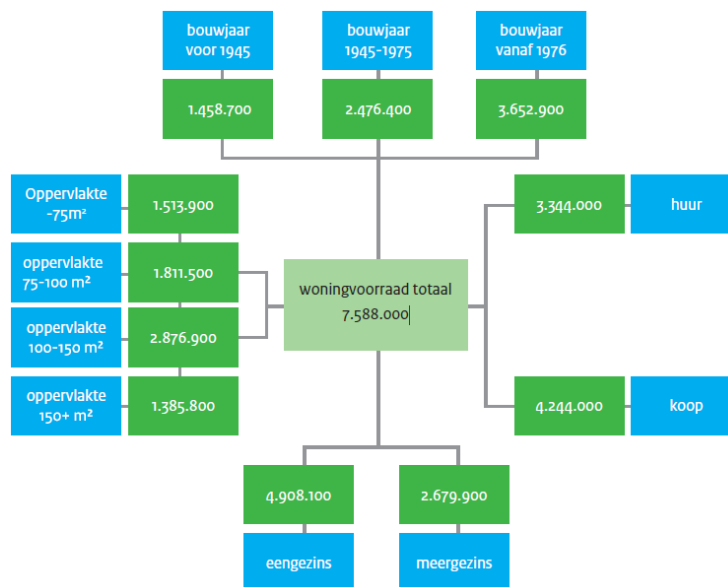 bouwjaar
voor 1945
bouwjaar
1945-1975
bouwjaar
vanaf 1976
1.458.700
2.476.400
3.652.900
Oppervlakte
-75m²
1.513.900
oppervlakte
75-100 m²
1.811.500
oppervlakte
100-150 m²
2.876.900
oppervlakte
150+ m²
1.385.800
woningvoorraad totaal
7.588.000
3.344.000
huur
4.244.000
koop
4.908.100
2.679.900
eengezins
meergezins